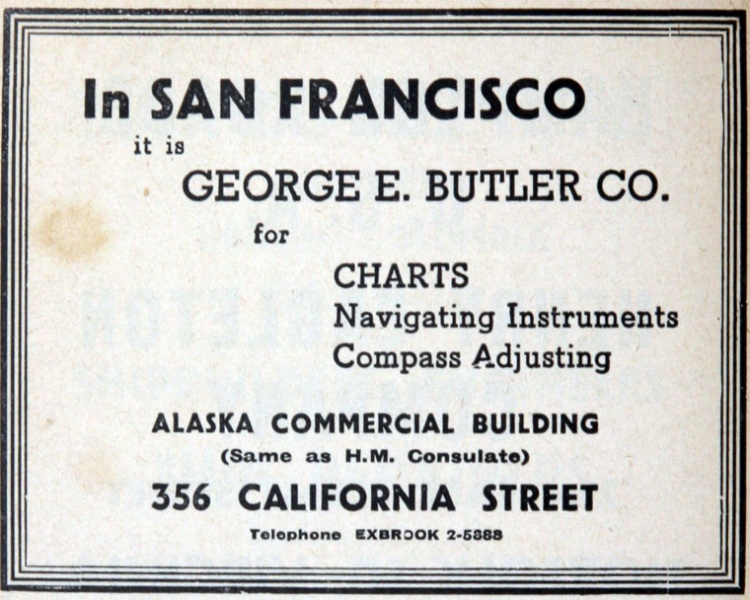 In SAN FRANCISCO
it is
GEORGE E. BUTLER CO.
for
CHARTS
Navigating Instruments
Compass Adjusting
ALASKA COMMERCIAL BUILDING
(Same as H.M. Consulate)
356 CALIFORNIA STREET
Telephone EXBROOK 2-5888